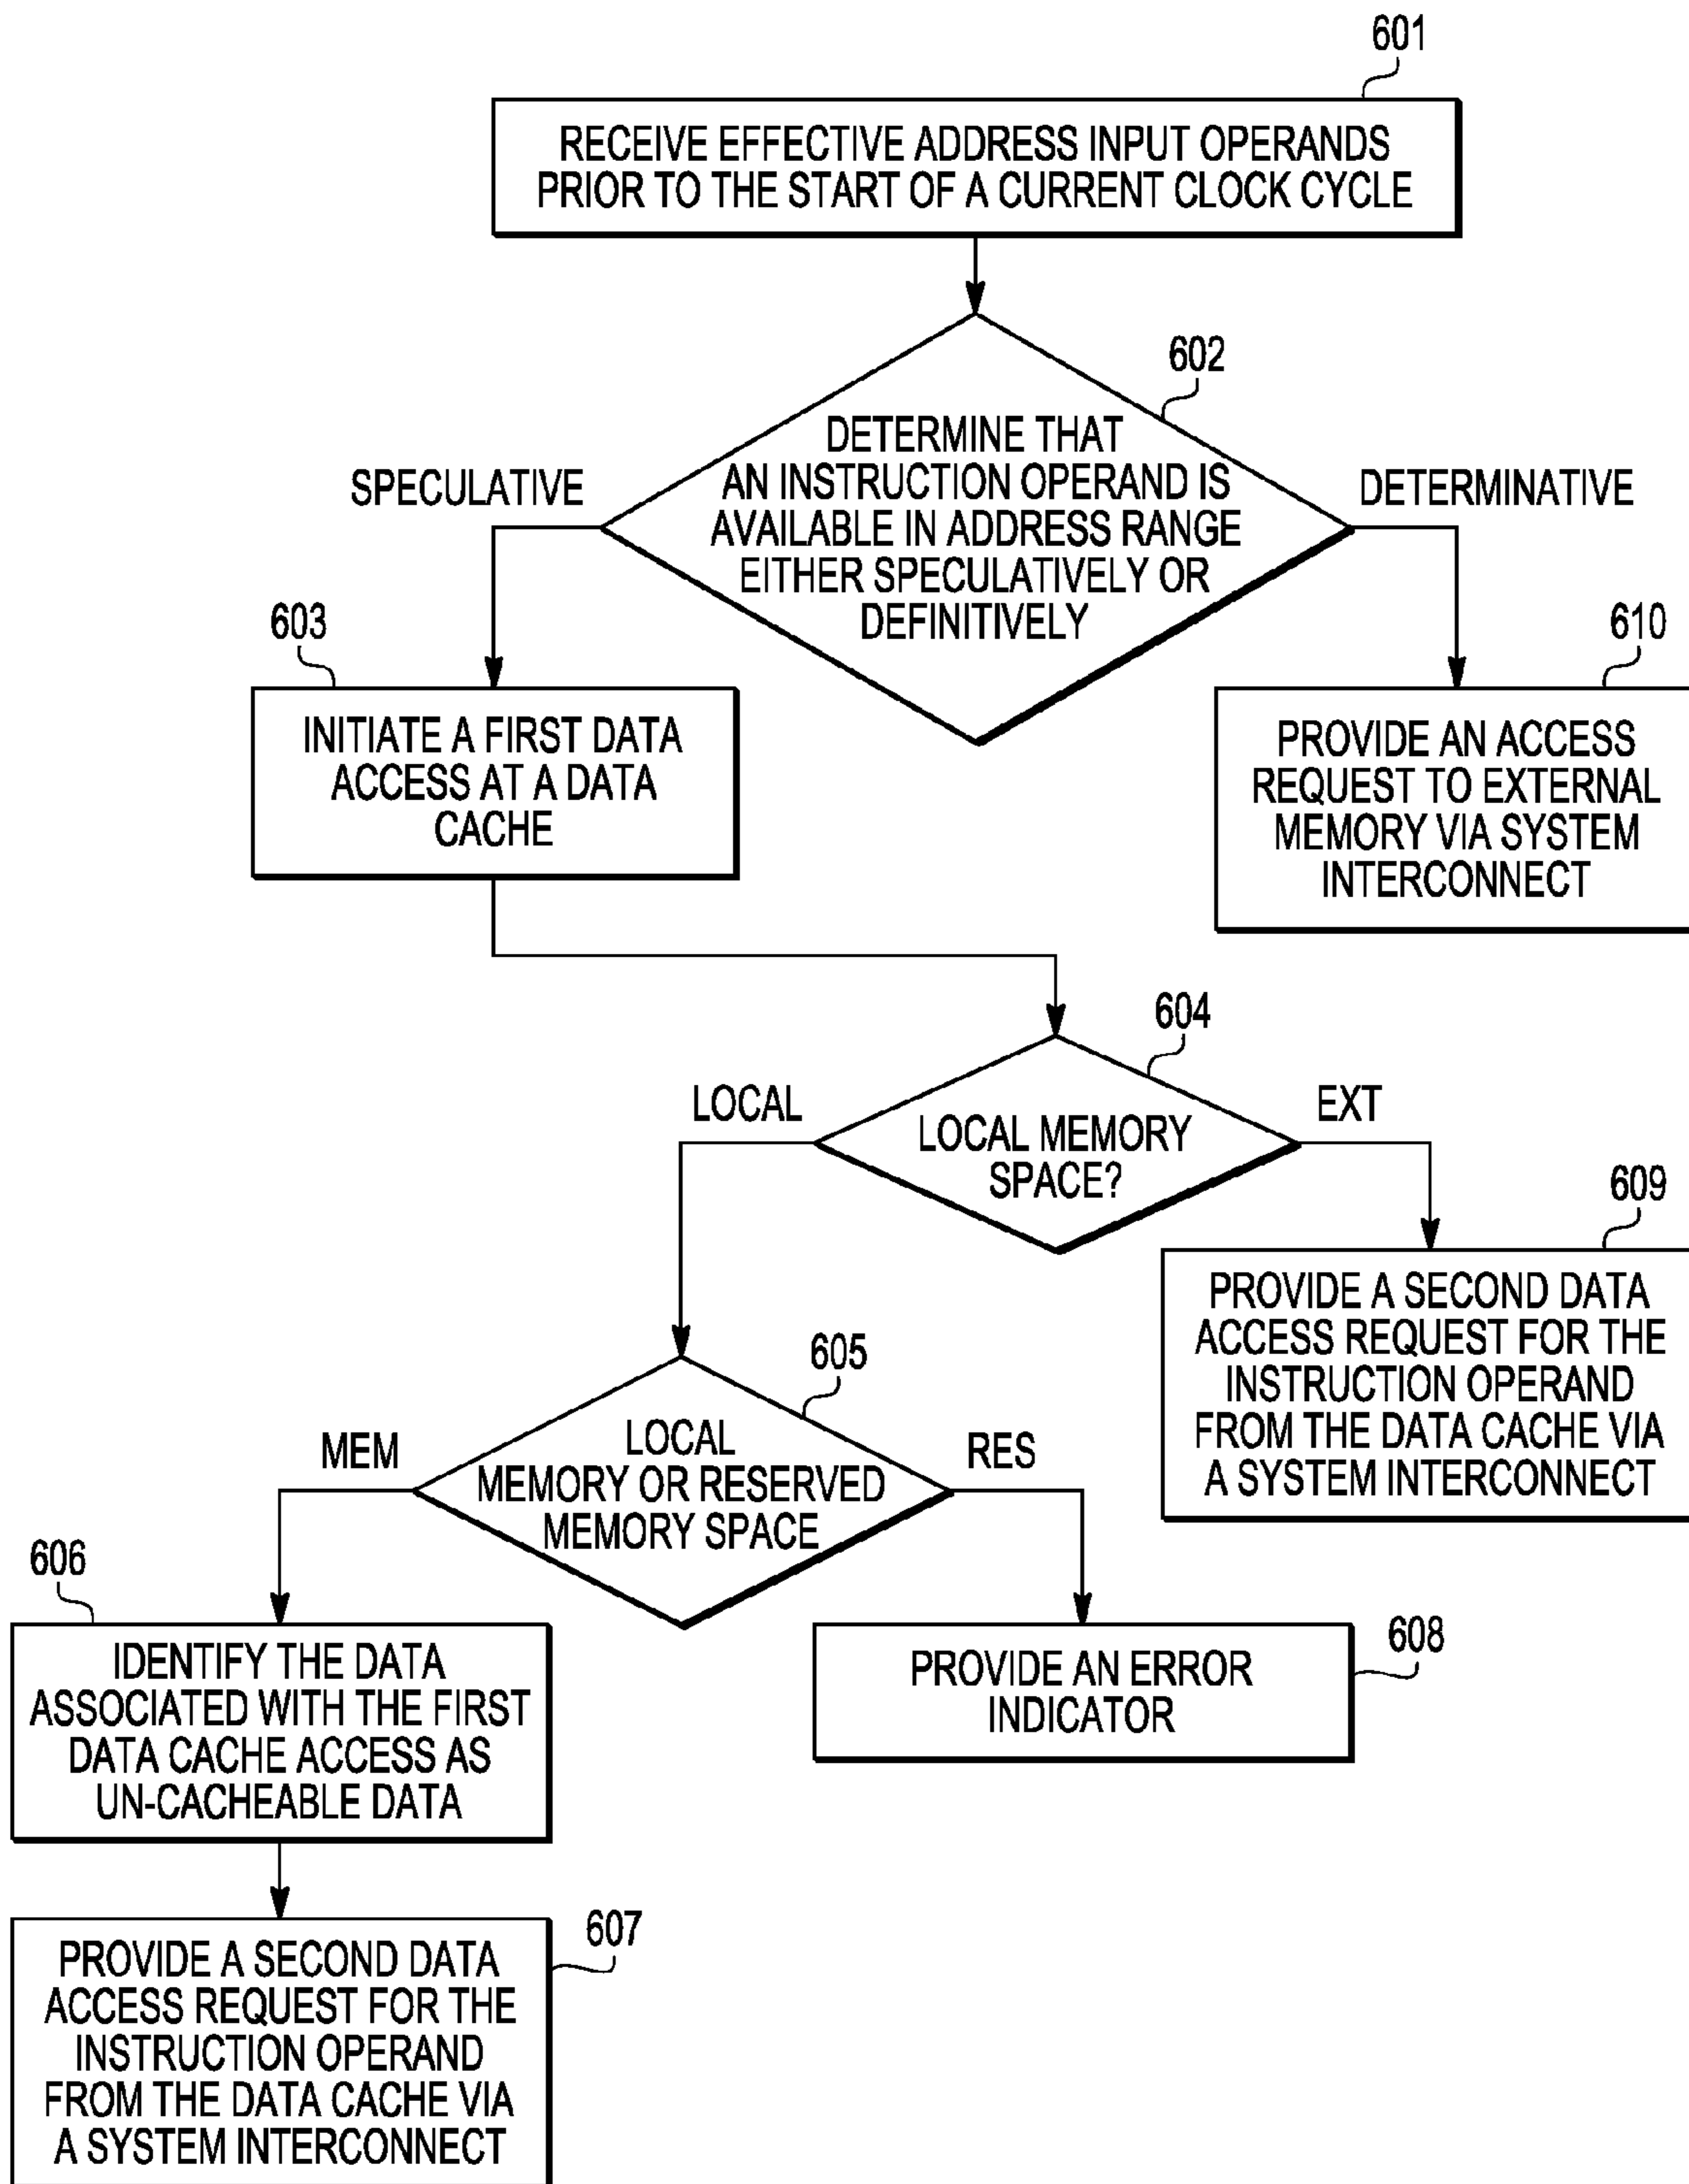 601
RECEIVE EFFECTIVE ADDRESS INPUT OPERANDS
PRIOR TO THE START OF A CURRENT CLOCK CYCLE
602
DETERMINE THAT
AN INSTRUCTION OPERAND IS
AVAILABLE IN ADDRESS RANGE
EITHER SPECULATIVELY OR
DEFINITIVELY
SPECULATIVE
DETERMINATIVE
603
INITIATE A FIRST DATA
ACCESS AT A DATA
CACHE
610
PROVIDE AN ACCESS
REQUEST TO EXTERNAL
MEMORY VIA SYSTEM
INTERCONNECT
604
LOCAL
EXT
LOCAL MEMORY
SPACE?
609
PROVIDE A SECOND DATA
ACCESS REQUEST FOR THE
INSTRUCTION OPERAND
FROM THE DATA CACHE VIA
A SYSTEM INTERCONNECT
605
MEM
RES
LOCAL
MEMORY OR RESERVED
MEMORY SPACE
606
IDENTIFY THE DATA
ASSOCIATED WITH THE FIRST
DATA CACHE ACCESS AS
UN-CACHEABLE DATA
608
PROVIDE AN ERROR
INDICATOR
607
PROVIDE A SECOND DATA
ACCESS REQUEST FOR THE
INSTRUCTION OPERAND
FROM THE DATA CACHE VIA
A SYSTEM INTERCONNECT